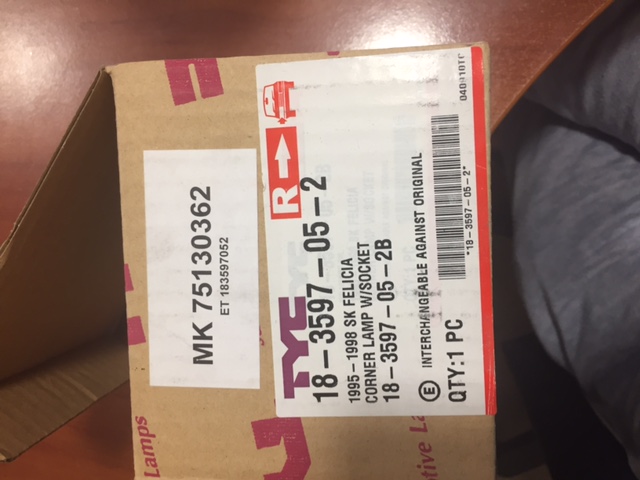 MK 75130362
ET 183597052
TYC
R
18-3597-05-2
1995-1998 SK FELICIA
CORNER LAMP W/SOCKET
18-3597-05-2B
E INTERCHANGEABLE AGAINST ORIGINAL
QTY:1 PC
*18-3597-05-2*
Lamps